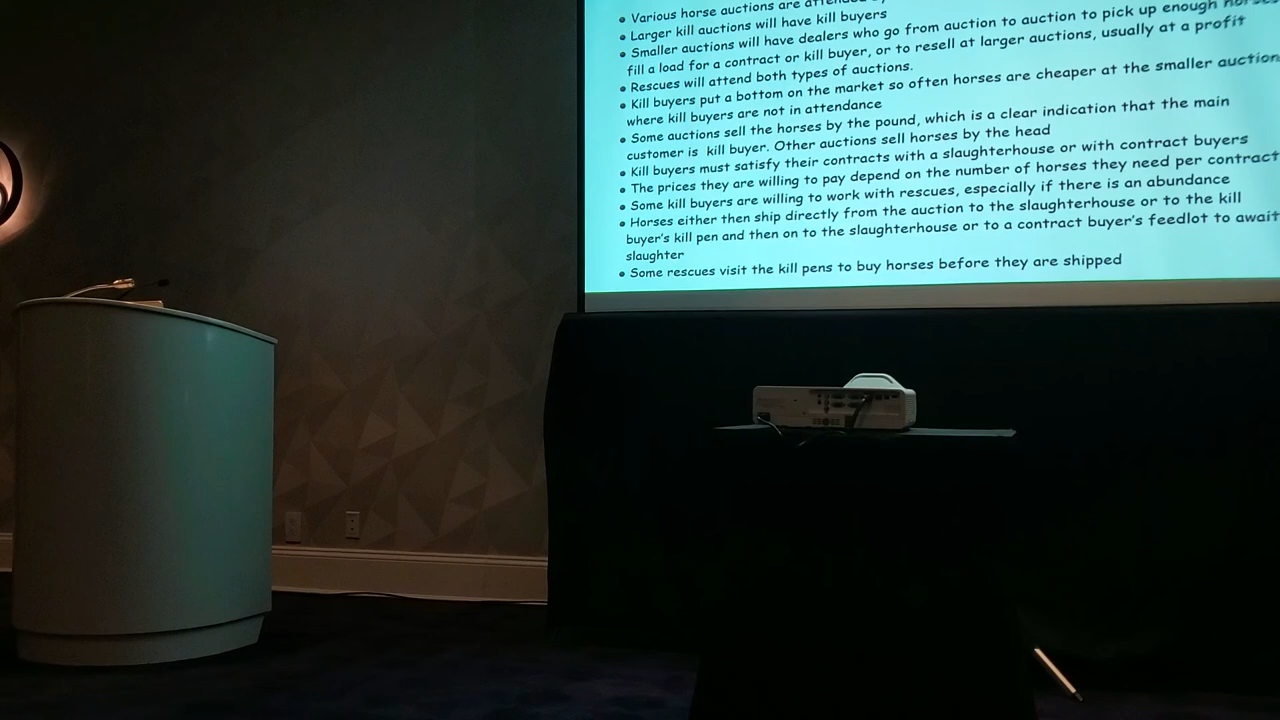 • Various horse auctions are attended by
• Larger kill auctions will have kill buyers
• Smaller auctions will have dealers who go from auction to auction to pick up enough horses
fill a load for a contract or kill buyer, or to resell at larger auctions, usually at a profit
• Rescues will attend both types of auctions.
• Kill buyers put a bottom on the market so often horses are cheaper at the smaller auction
where kill buyers are not in attendance
• Some auctions sell the horses by the pound, which is a clear indication that the main
customer is kill buyer. Other auctions sell horses by the head
• Kill buyers must satisfy their contracts with a slaughterhouse or with contract buyers
• The prices they are willing to pay depend on the number of horses they need per contract
• Some kill buyers are willing to work with rescues, especially if there is an abundance
• Horses either then ship directly from the auction to the slaughterhouse or to the kill
buyer's kill pen and then on to the slaughterhouse or to a contract buyer's feedlot to await
slaughter
• Some rescues visit the kill pens to buy horses before they are shipped